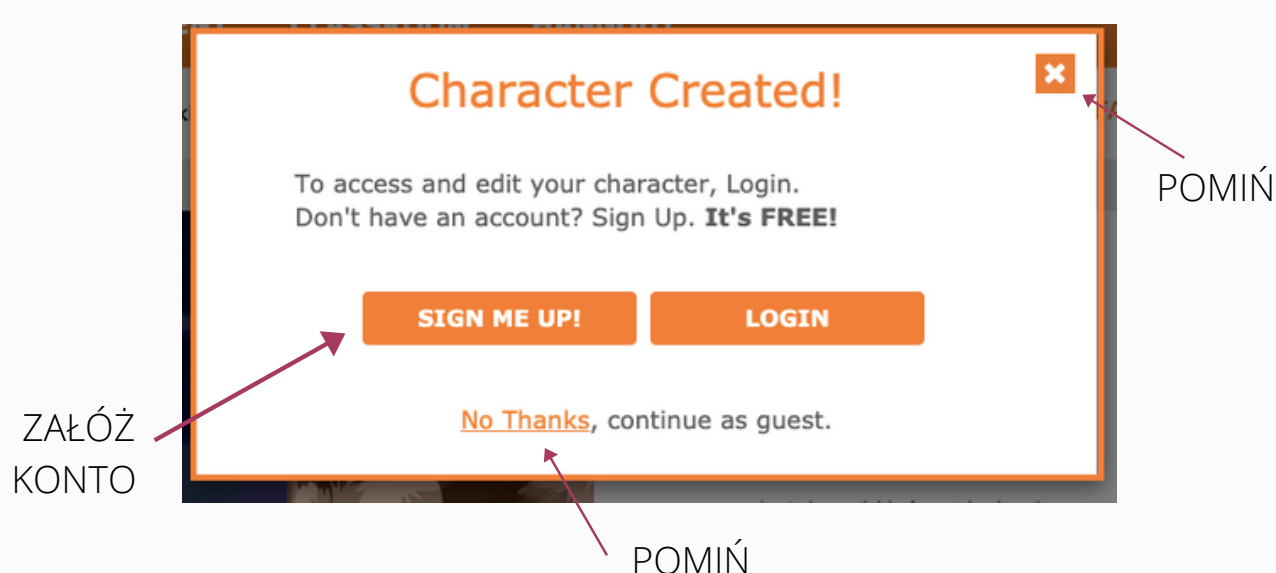 Character Created!
POMIŃ
To access and edit your character, Login.
Don't have an account? Sign Up. It's FREE!
SIGN ME UP!
LOGIN
ZAŁÓŻ
KONTO
No Thanks, continue as guest.
POMIŃ